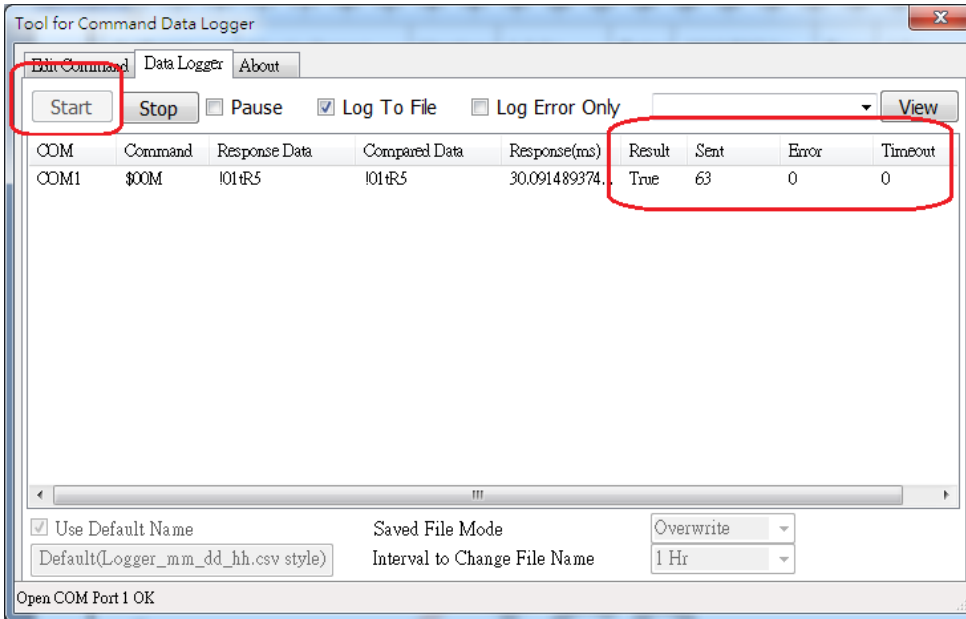 Tool for Command Data Logger
Edit Command Data Logger About
Start Stop Pause Log To File Log Error Only View
COM Command Response Data Compared Data Response(ms) Result Sent Error Timeout
COM1 $00M !01tR5 !01tR5 30.091489374... True 63 0 0
Use Default Name Saved File Mode Overwrite
Default(Logger_mm_dd_hh.csv style) Interval to Change File Name 1 Hr
Open COM Port 1 OK